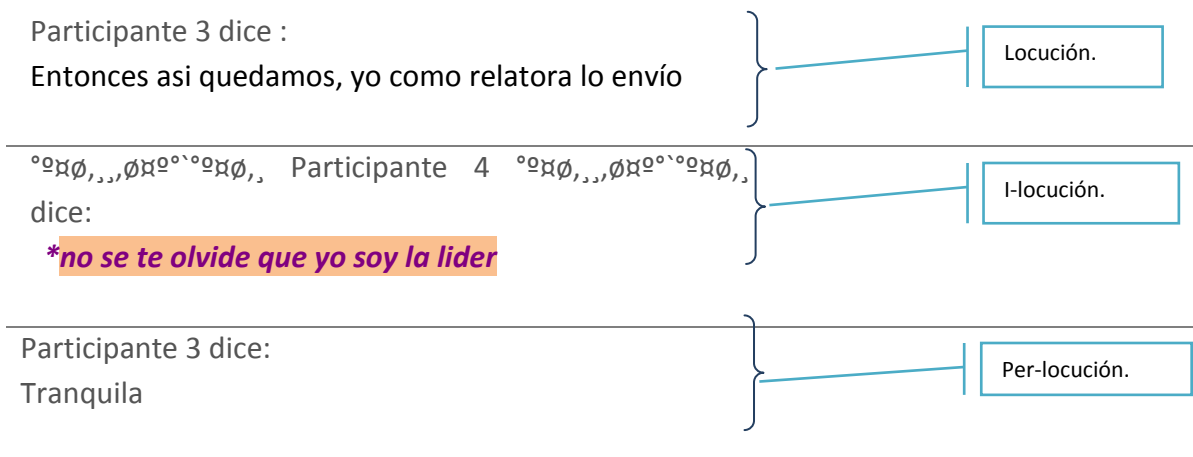 Participante 3 dice :
Entonces asi quedamos, yo como relatora lo envío
Locución.
°º¤ø,¸¸,ø¤º°`°º¤ø,¸ Participante 4 °º¤ø,¸¸,ø¤º°`°º¤ø,¸
dice:
*no se te olvide que yo soy la lider
I-locución.
Participante 3 dice:
Tranquila
Per-locución.